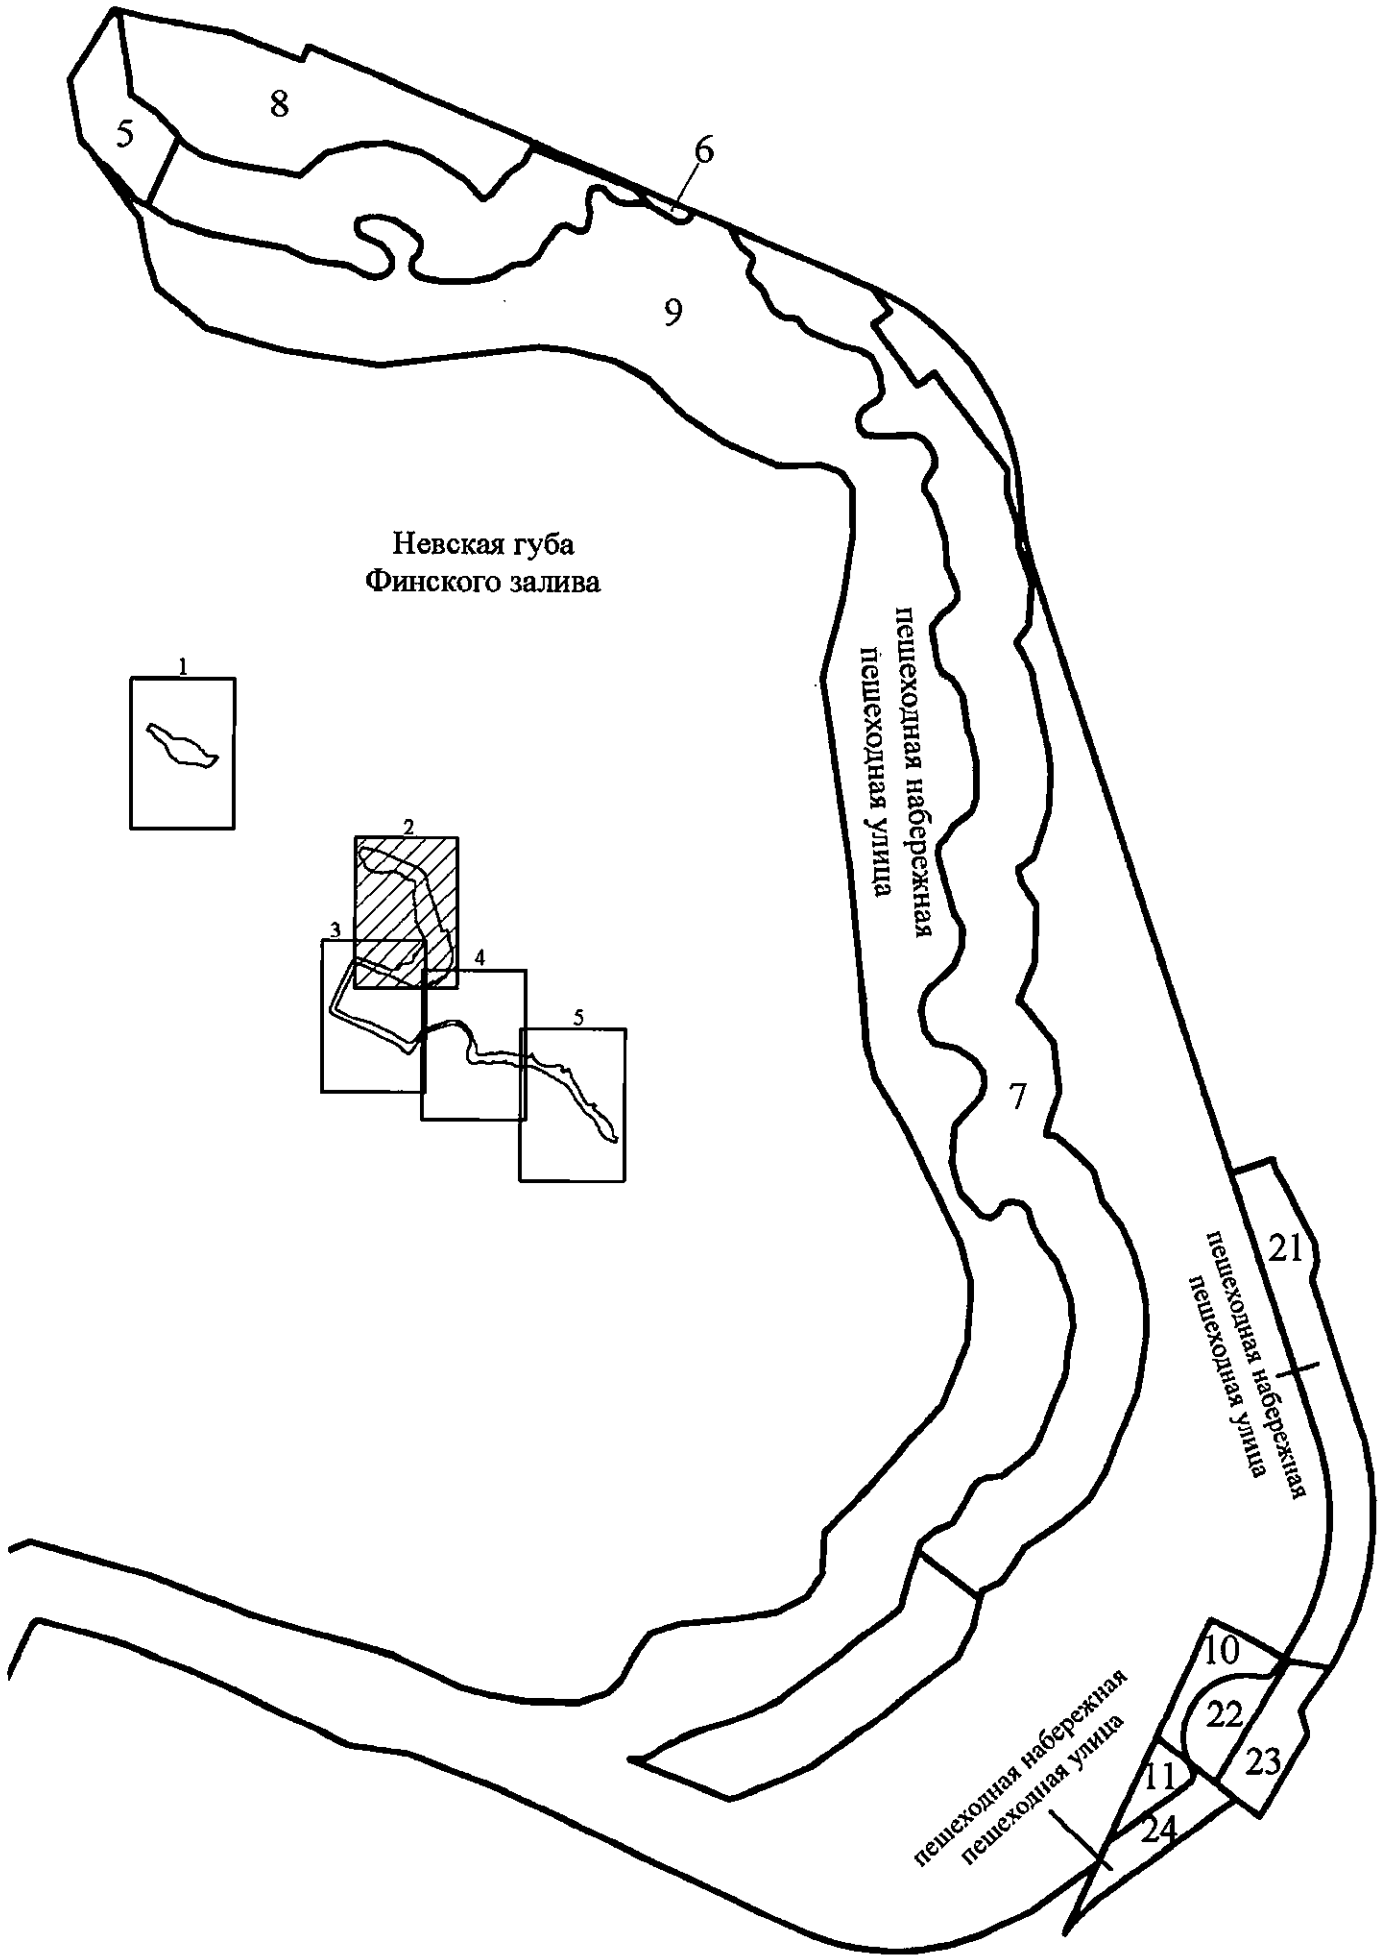 8
5
6
9
Невская губа
Финского залива
пешеходная набережная
пешеходная улица
1
2
3
4
5
7
21
пешеходная набережная
пешеходная улица
10
22
23
11
24
пешеходная набережная
пешеходная улица